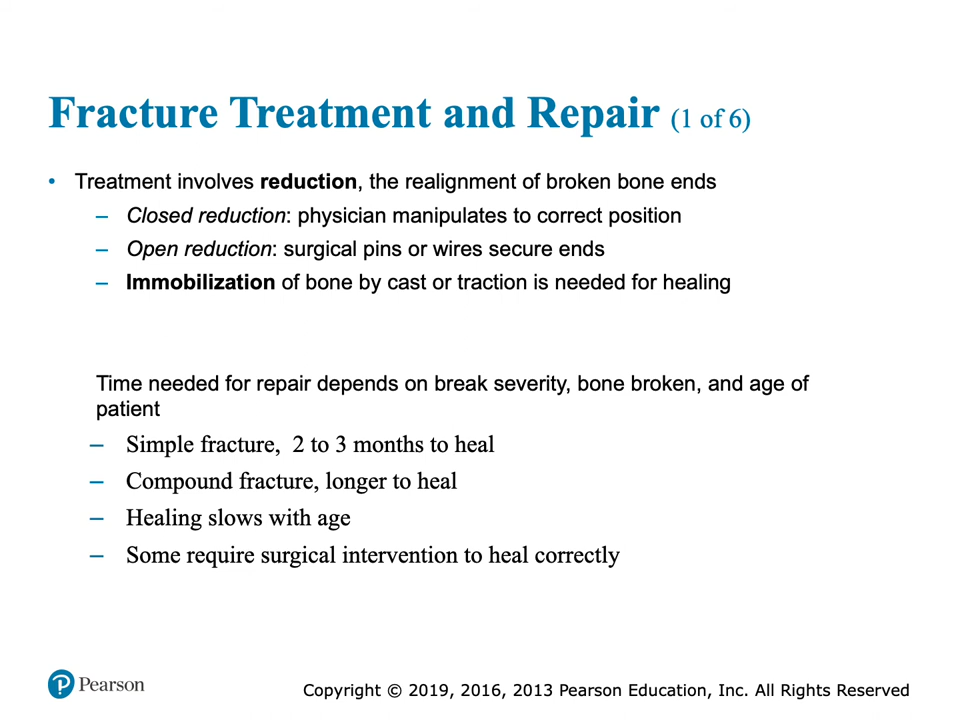 Fracture Treatment and Repair (1 of 6)
• Treatment involves reduction, the realignment of broken bone ends
– Closed reduction: physician manipulates to correct position
– Open reduction: surgical pins or wires secure ends
– Immobilization of bone by cast or traction is needed for healing
Time needed for repair depends on break severity, bone broken, and age of
patient
– Simple fracture, 2 to 3 months to heal
– Compound fracture, longer to heal
– Healing slows with age
– Some require surgical intervention to heal correctly
P Pearson
Copyright © 2019, 2016, 2013 Pearson Education, Inc. All Rights Reserved